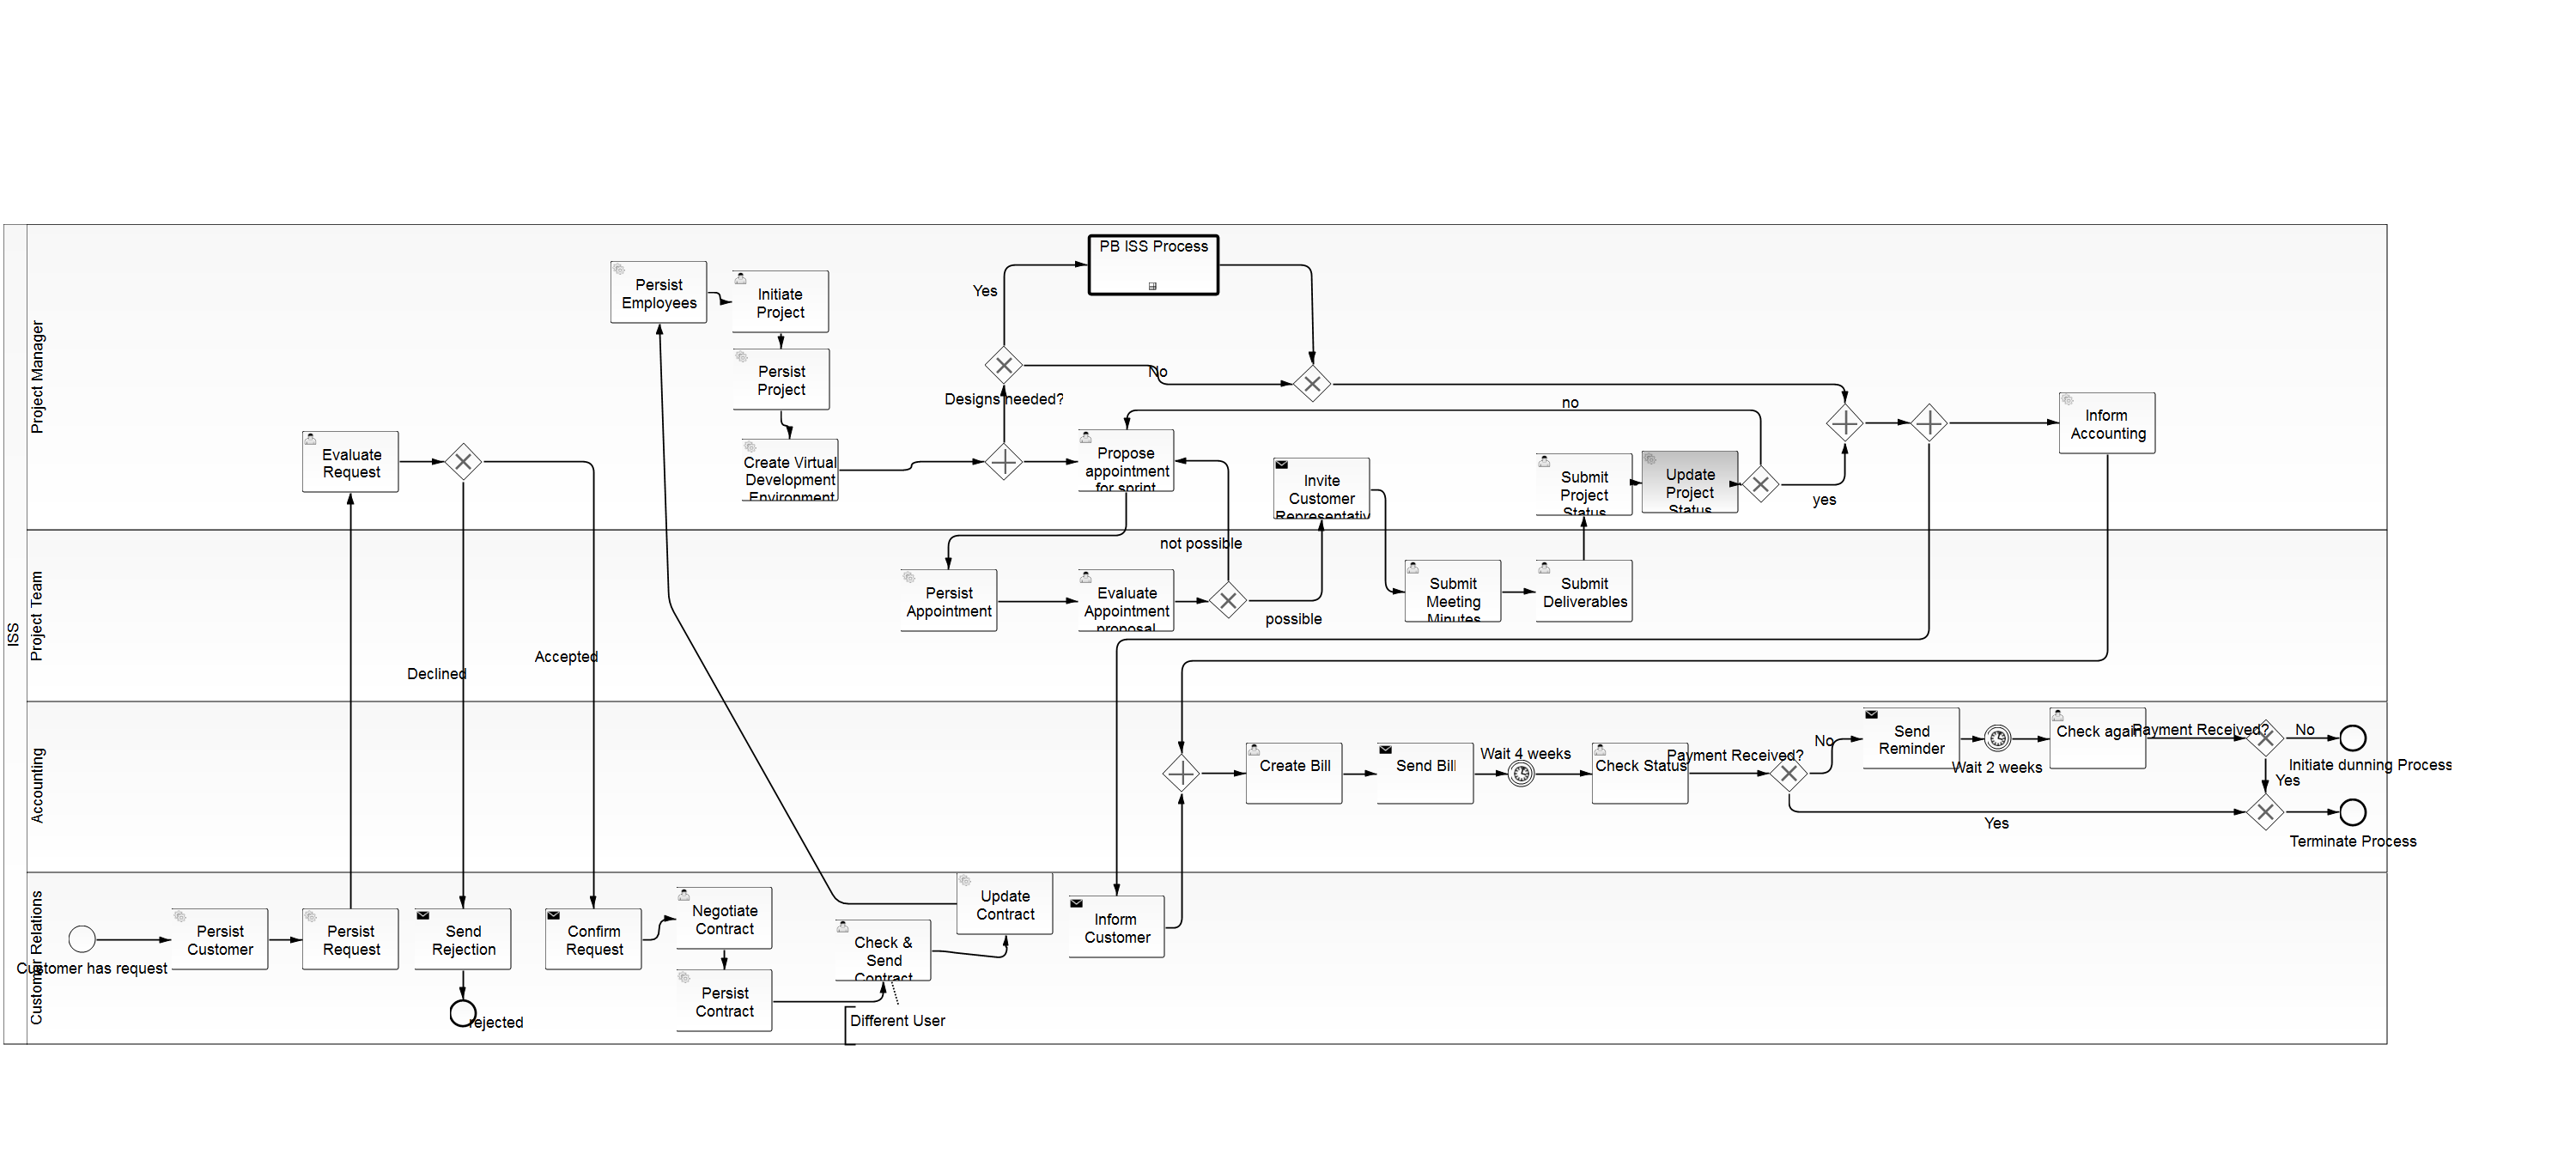 ISS
Project Manager
PB ISS Process
Persist
Employees
Initiate
Project
Yes
Persist
Project
No
Designs needed?
no
Inform
Accounting
Evaluate
Request
Create Virtual
Development
Environment
Propose
appointment
for sprint
Invite
Customer
Representativ
Submit
Project
Status
Update
Project
Status
yes
Project Team
not possible
Persist
Appointment
Evaluate
Appointment
proposal
possible
Submit
Meeting
Minutes
Submit
Deliverables
Declined
Accepted
Accounting
Create Bill
Send Bill
Wait 4 weeks
Check Status
Payment Received?
No
Send
Reminder
Wait 2 weeks
Check again
Payment Received?
No
Initiate dunning Process
Yes
Yes
Terminate Process
Customer Relations
Customer has request
Persist
Customer
Persist
Request
Send
Rejection
rejected
Confirm
Request
Negotiate
Contract
Persist
Contract
Check &
Send
Contract
Different User
Update
Contract
Inform
Customer